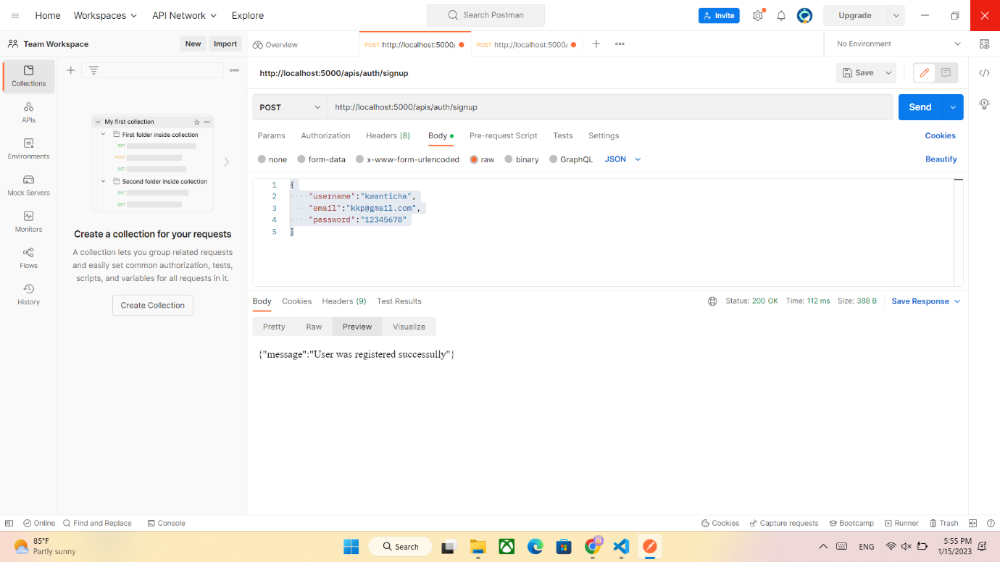 Home Workspaces API Network Explore Search Postman Invite Upgrade
Team Workspace New Import Overview POST http://localhost:5000/ POST http://localhost:5000/ No Environment
Collections
APIs
Environments
Mock Servers
Monitors
Flows
History
My first collection
First folder inside collection
GET
POST
GET
Second folder inside collection
GET
GET
Create a collection for your requests
A collection lets you group related requests
and easily set common authorization, tests,
scripts, and variables for all requests in it.
Create Collection
http://localhost:5000/apis/auth/signup Save
POST http://localhost:5000/apis/auth/signup Send
Params Authorization Headers (8) Body Pre-request Script Tests Settings Cookies
none form-data x-www-form-urlencoded raw binary GraphQL JSON Beautify
1 {
2 "username":"kwanticha",
3 "email":"kkp@gmail.com",
4 "password":"12345678"
5 }
Body Cookies Headers (9) Test Results Status: 200 OK Time: 112 ms Size: 388 B Save Response
Pretty Raw Preview Visualize
{"message":"User was registered successully"}
Online Find and Replace Console Cookies Capture requests Bootcamp Runner Trash
85°F
Partly sunny
Search
ENG
5:55 PM
1/15/2023